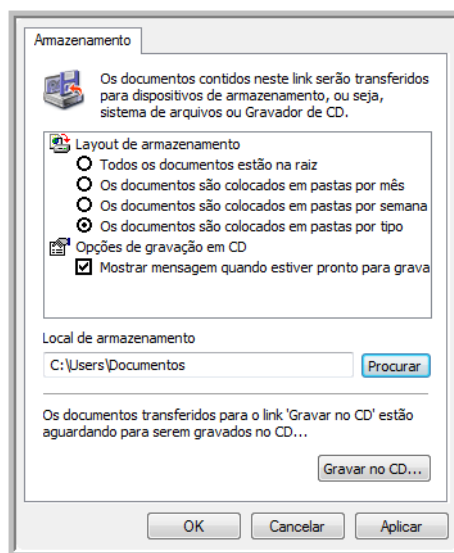 Armazenamento
Os documentos contidos neste link serão transferidos
para dispositivos de armazenamento, ou seja,
sistema de arquivos ou Gravador de CD.
Layout de armazenamento
Todos os documentos estão na raiz
Os documentos são colocados em pastas por mês
Os documentos são colocados em pastas por semana
Os documentos são colocados em pastas por tipo
Opções de gravação em CD
Mostrar mensagem quando estiver pronto para grava
Local de armazenamento
C:\Users\Documentos
Procurar
Os documentos transferidos para o link 'Gravar no CD' estão
aguardando para serem gravados no CD...
Gravar no CD...
OK Cancelar Aplicar